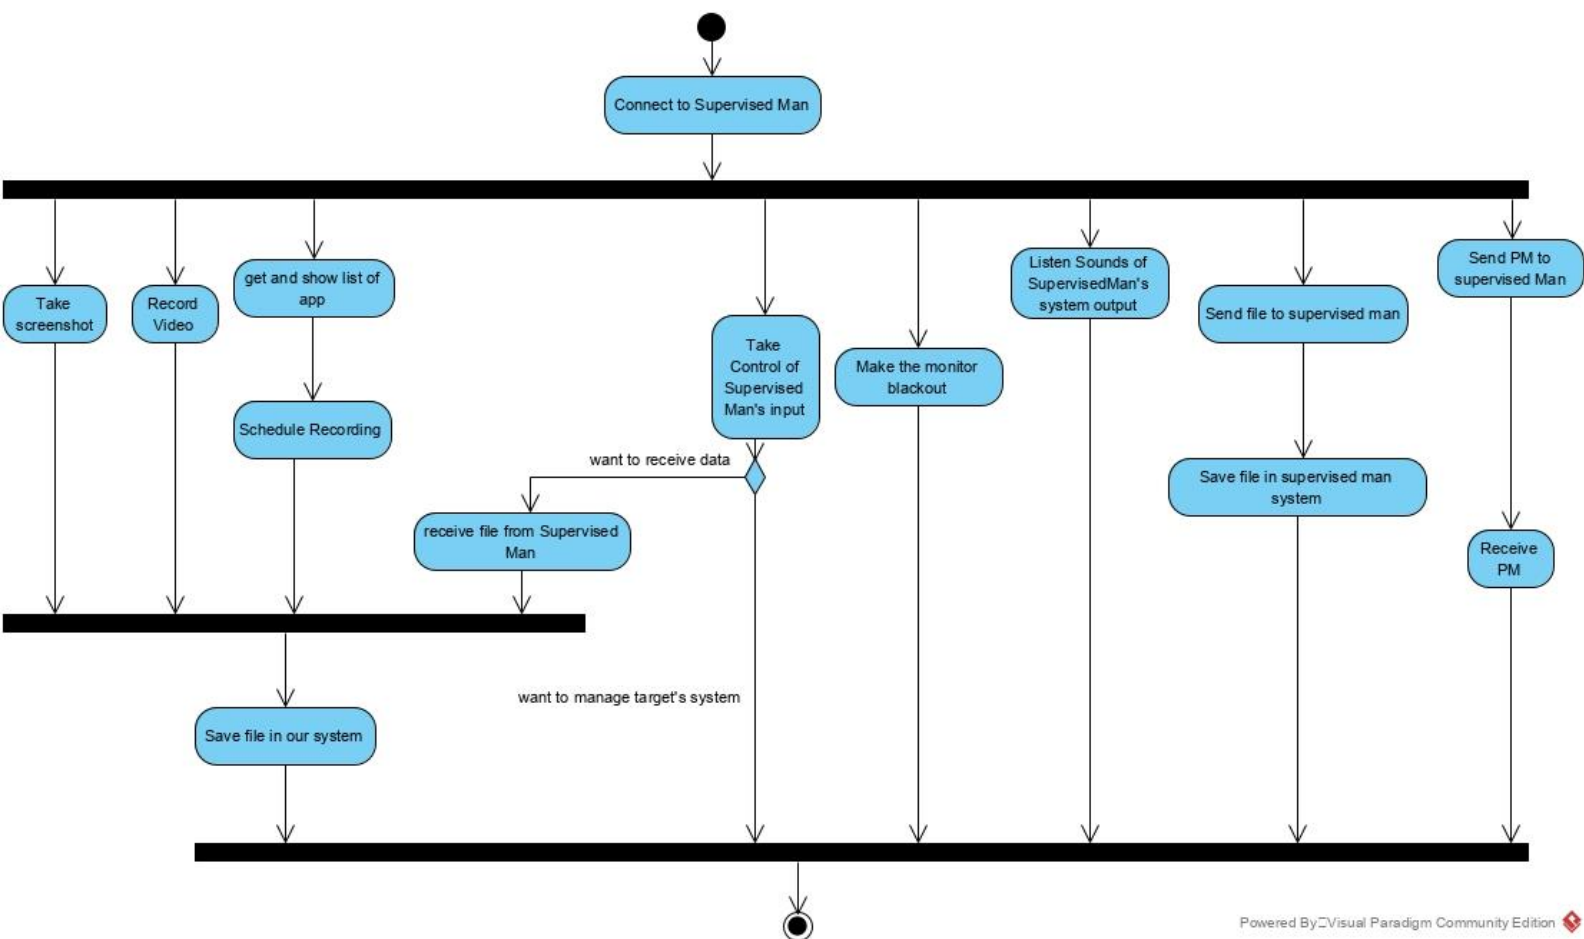 Connect to Supervised Man
Take
screenshot
Record
Video
get and show list of
app
Schedule Recording
Take
Control of
Supervised
Man's input
Make the monitor
blackout
Listen Sounds of
SupervisedMan's
system output
Send file to supervised man
Send PM to
supervised Man
want to receive data
receive file from Supervised
Man
Save file in supervised man
system
Receive
PM
want to manage target's system
Save file in our system
Powered By Visual Paradigm Community Edition